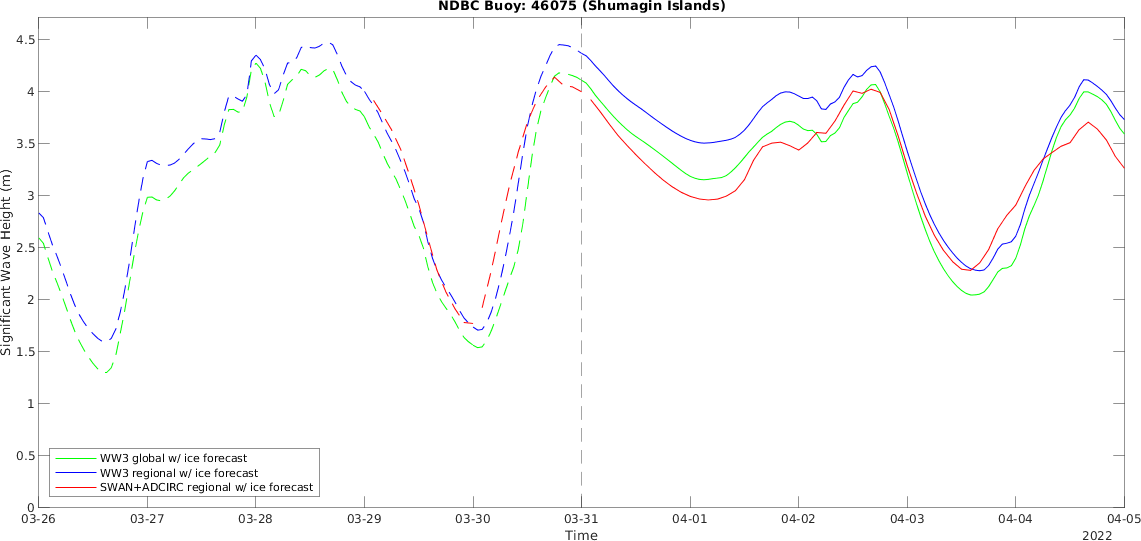 NDBC Buoy: 46075 (Shumagin Islands)
4.5
4
3.5
3
2.5
2
1.5
1
0.5
0
Significant Wave Height (m)
WW3 global w/ ice forecast
WW3 regional w/ ice forecast
SWAN+ADCIRC regional w/ ice forecast
03-26 03-27 03-28 03-29 03-30 03-31 04-01 04-02 04-03 04-04 04-05
Time
2022